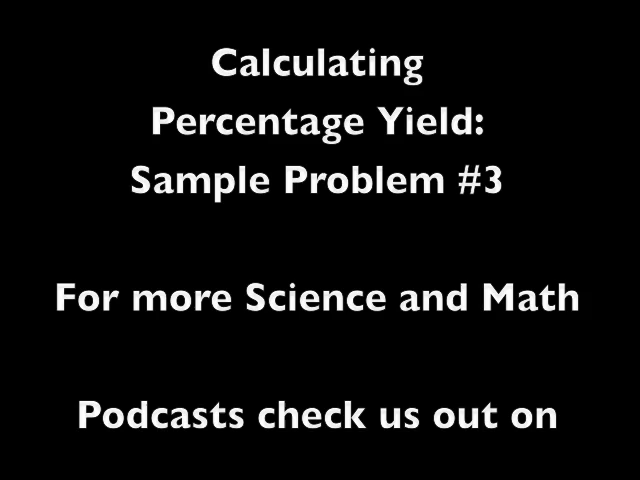 Calculating
Percentage Yield:
Sample Problem #3
For more Science and Math
Podcasts check us out on